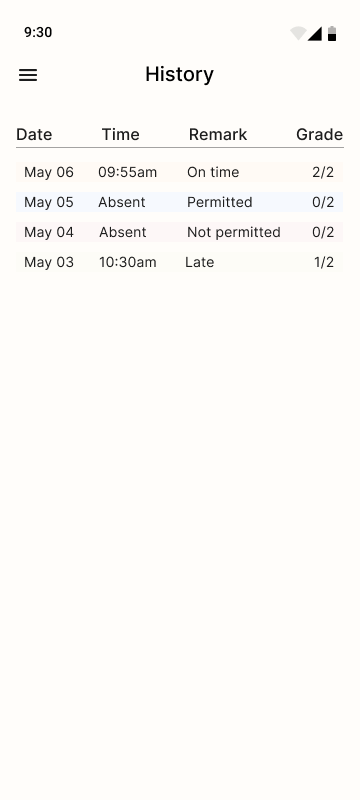 9:30
History
Date Time Remark Grade
May 06 09:55am On time 2/2
May 05 Absent Permitted 0/2
May 04 Absent Not permitted 0/2
May 03 10:30am Late 1/2